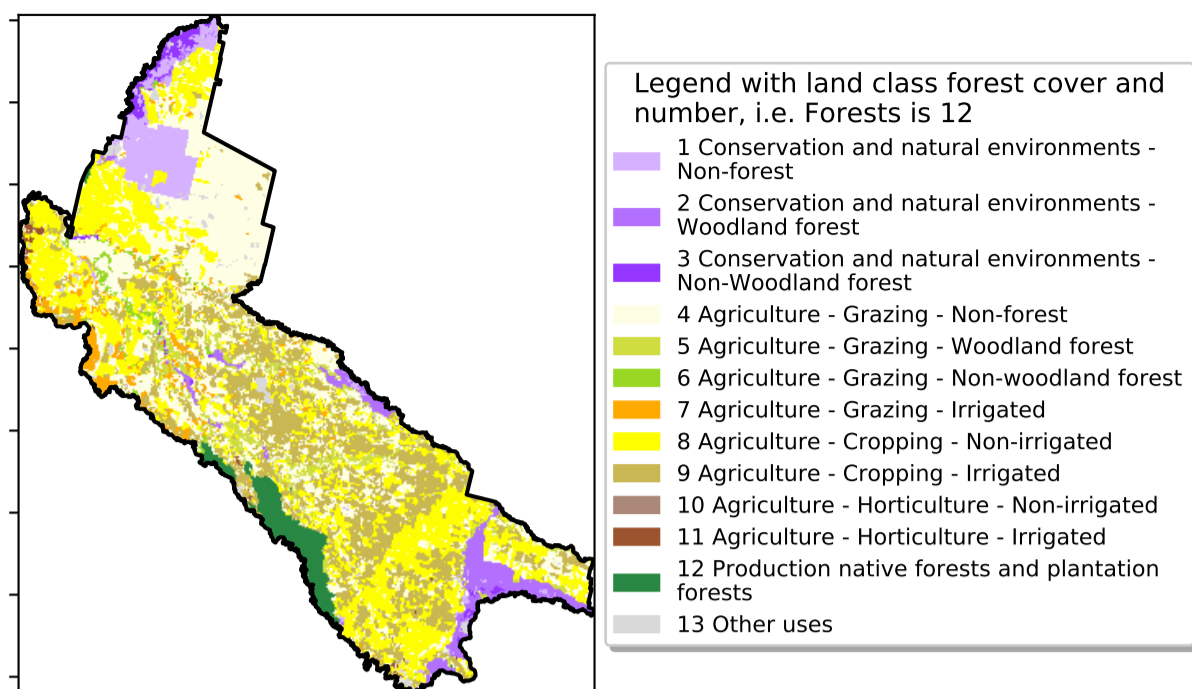 Legend with land class forest cover and
number, i.e. Forests is 12
1 Conservation and natural environments -
Non-forest
2 Conservation and natural environments -
Woodland forest
3 Conservation and natural environments -
Non-Woodland forest
4 Agriculture - Grazing - Non-forest
5 Agriculture - Grazing - Woodland forest
6 Agriculture - Grazing - Non-woodland forest
7 Agriculture - Grazing - Irrigated
8 Agriculture - Cropping - Non-irrigated
9 Agriculture - Cropping - Irrigated
10 Agriculture - Horticulture - Non-irrigated
11 Agriculture - Horticulture - Irrigated
12 Production native forests and plantation
forests
13 Other uses